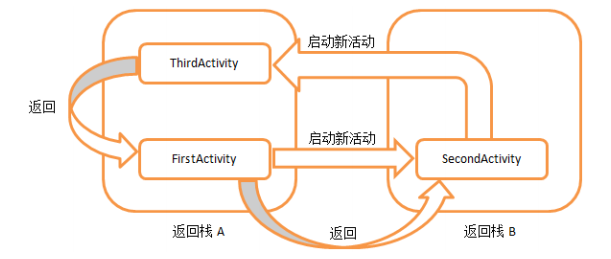 启动新活动
ThirdActivity
返回
启动新活动
FirstActivity
SecondActivity
返回栈 A
返回
返回栈 B